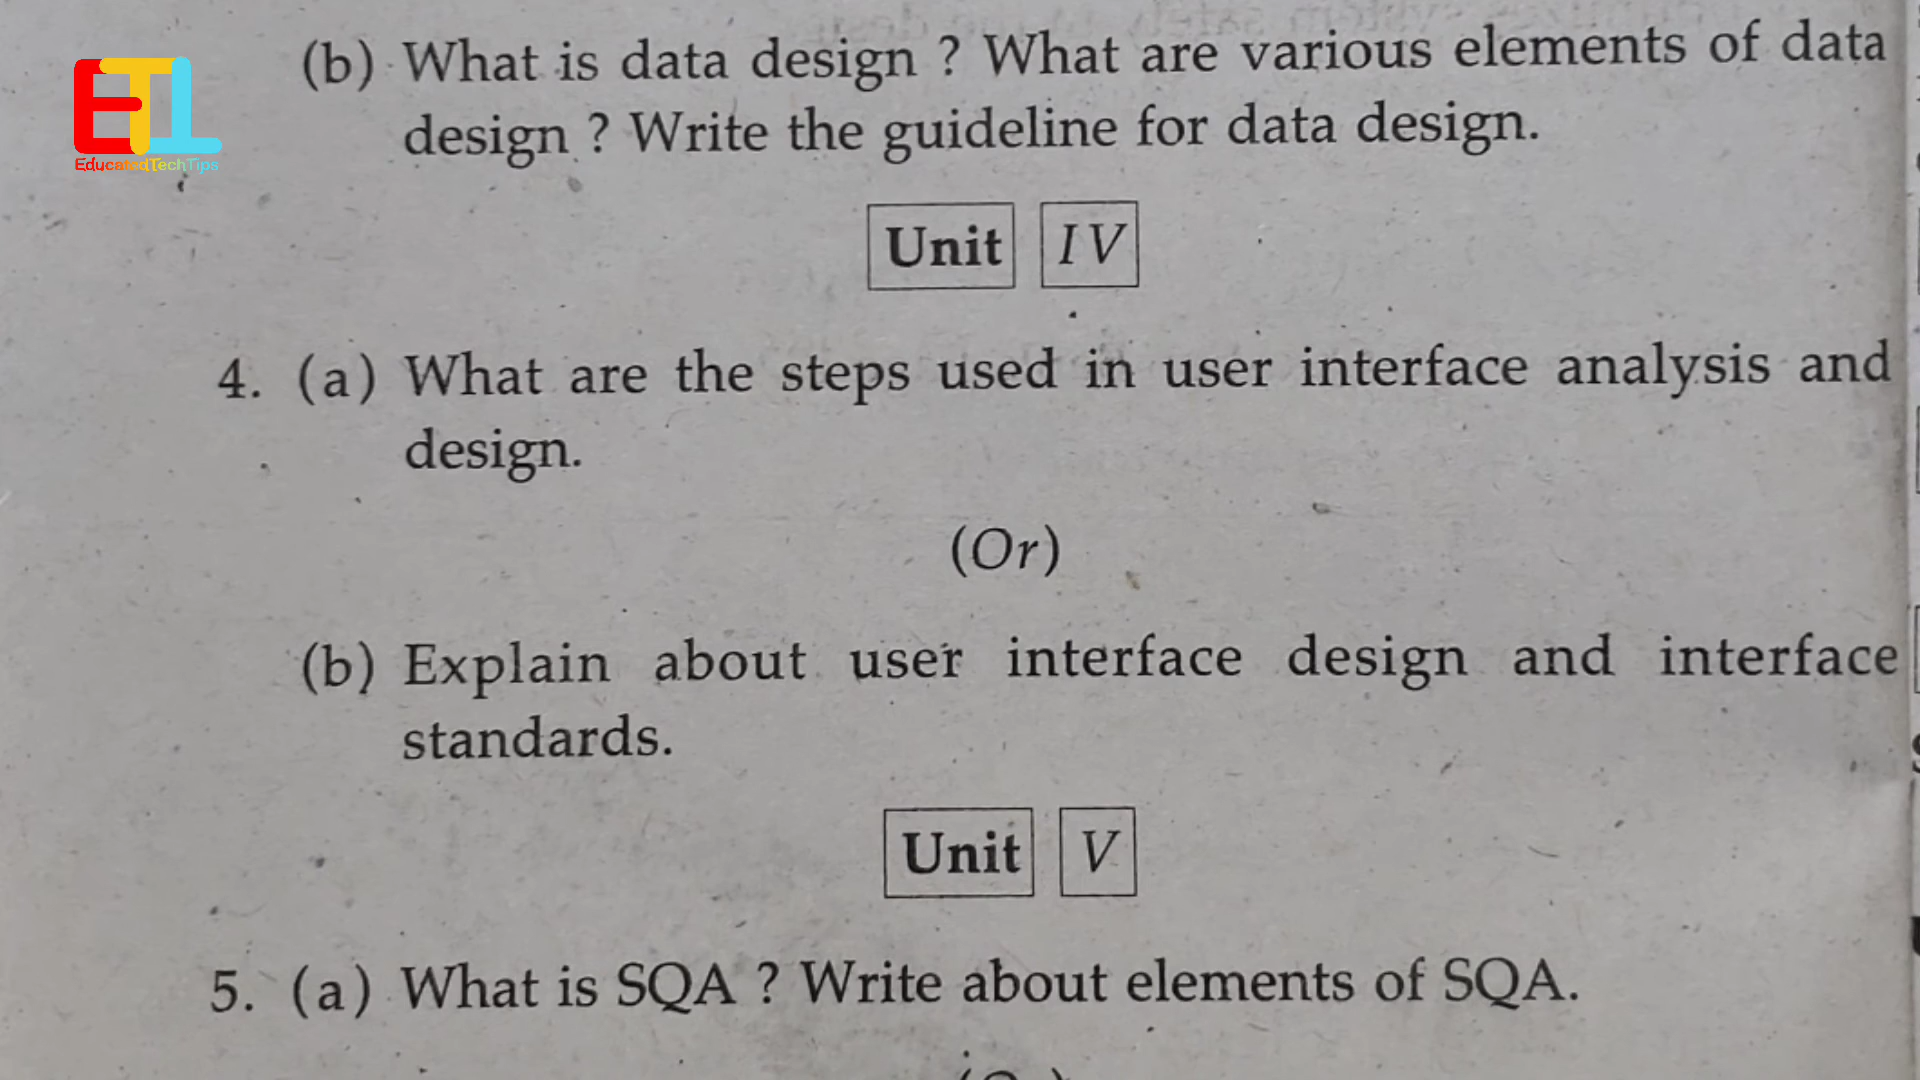 ETT
EducatedTechTips
(b) What is data design ? What are various elements of data
design ? Write the guideline for data design.
Unit IV
4. (a) What are the steps used in user interface analysis and
design.
(Or)
(b) Explain about user interface design and interface
standards.
Unit V
5. (a) What is SQA ? Write about elements of SQA.